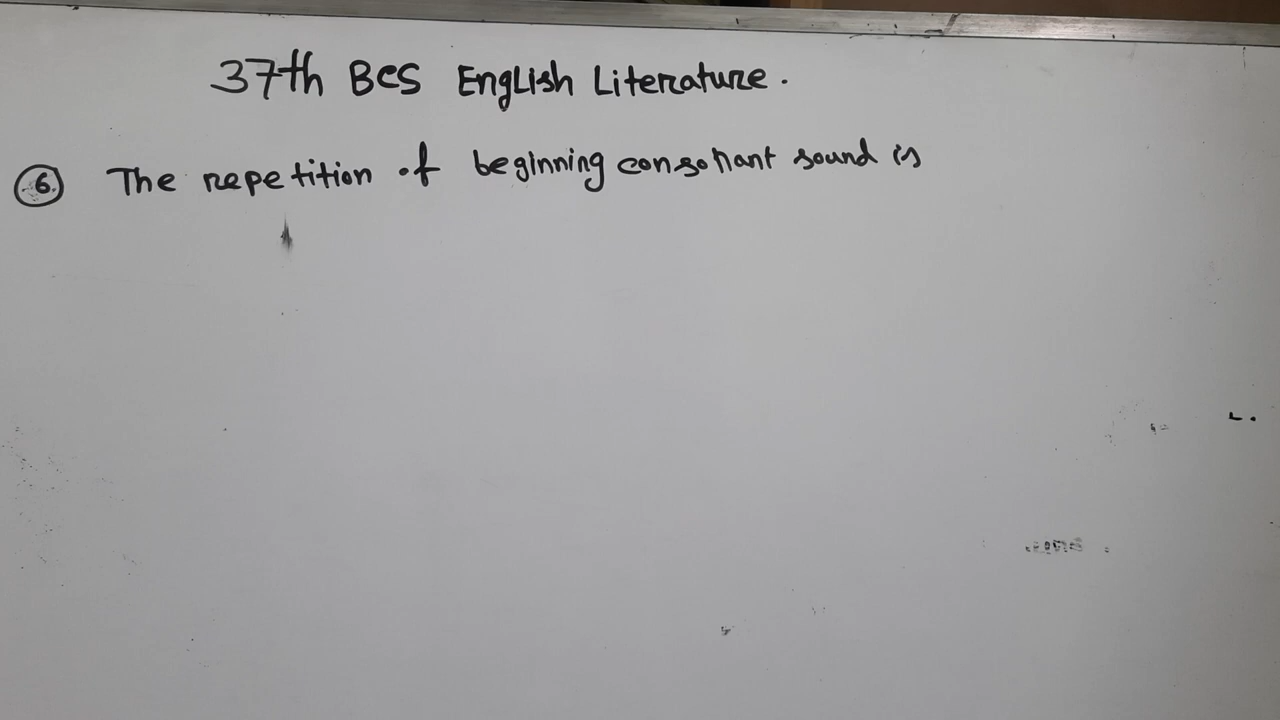 37th BCS English Literature.
6. The repetition of beginning consonant sound is